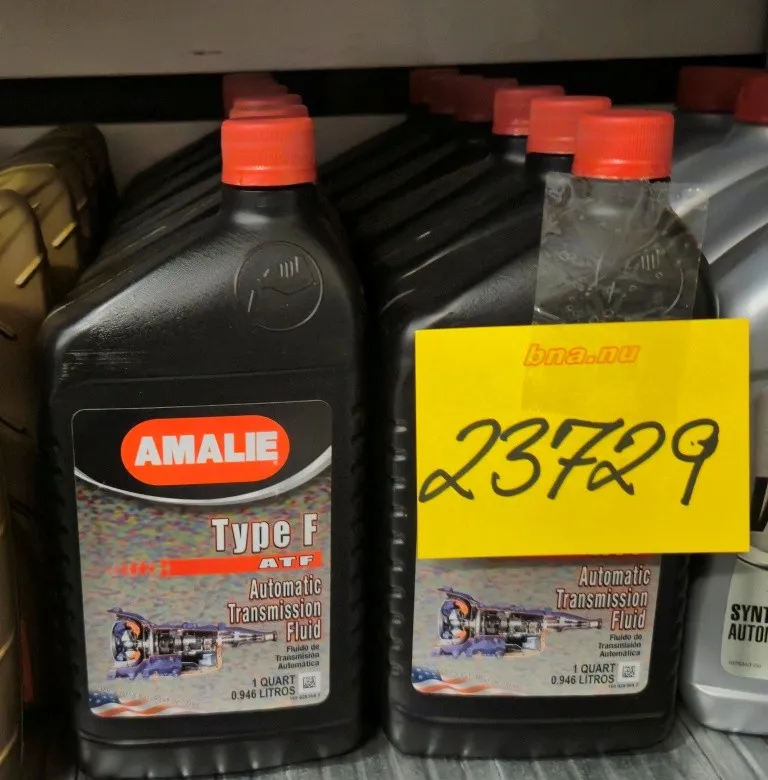 AMALIE
Type F
ATF
Automatic
Transmission
Fluid
Fluido de
Transmisión
Automática
1 QUART
0.946 LITROS
bna.nu
23729
Automatic
Transmission
Fluid
Fluido de
Transmisión
Automática
1 QUART
0.946 LITROS
SYNT
AUTOM